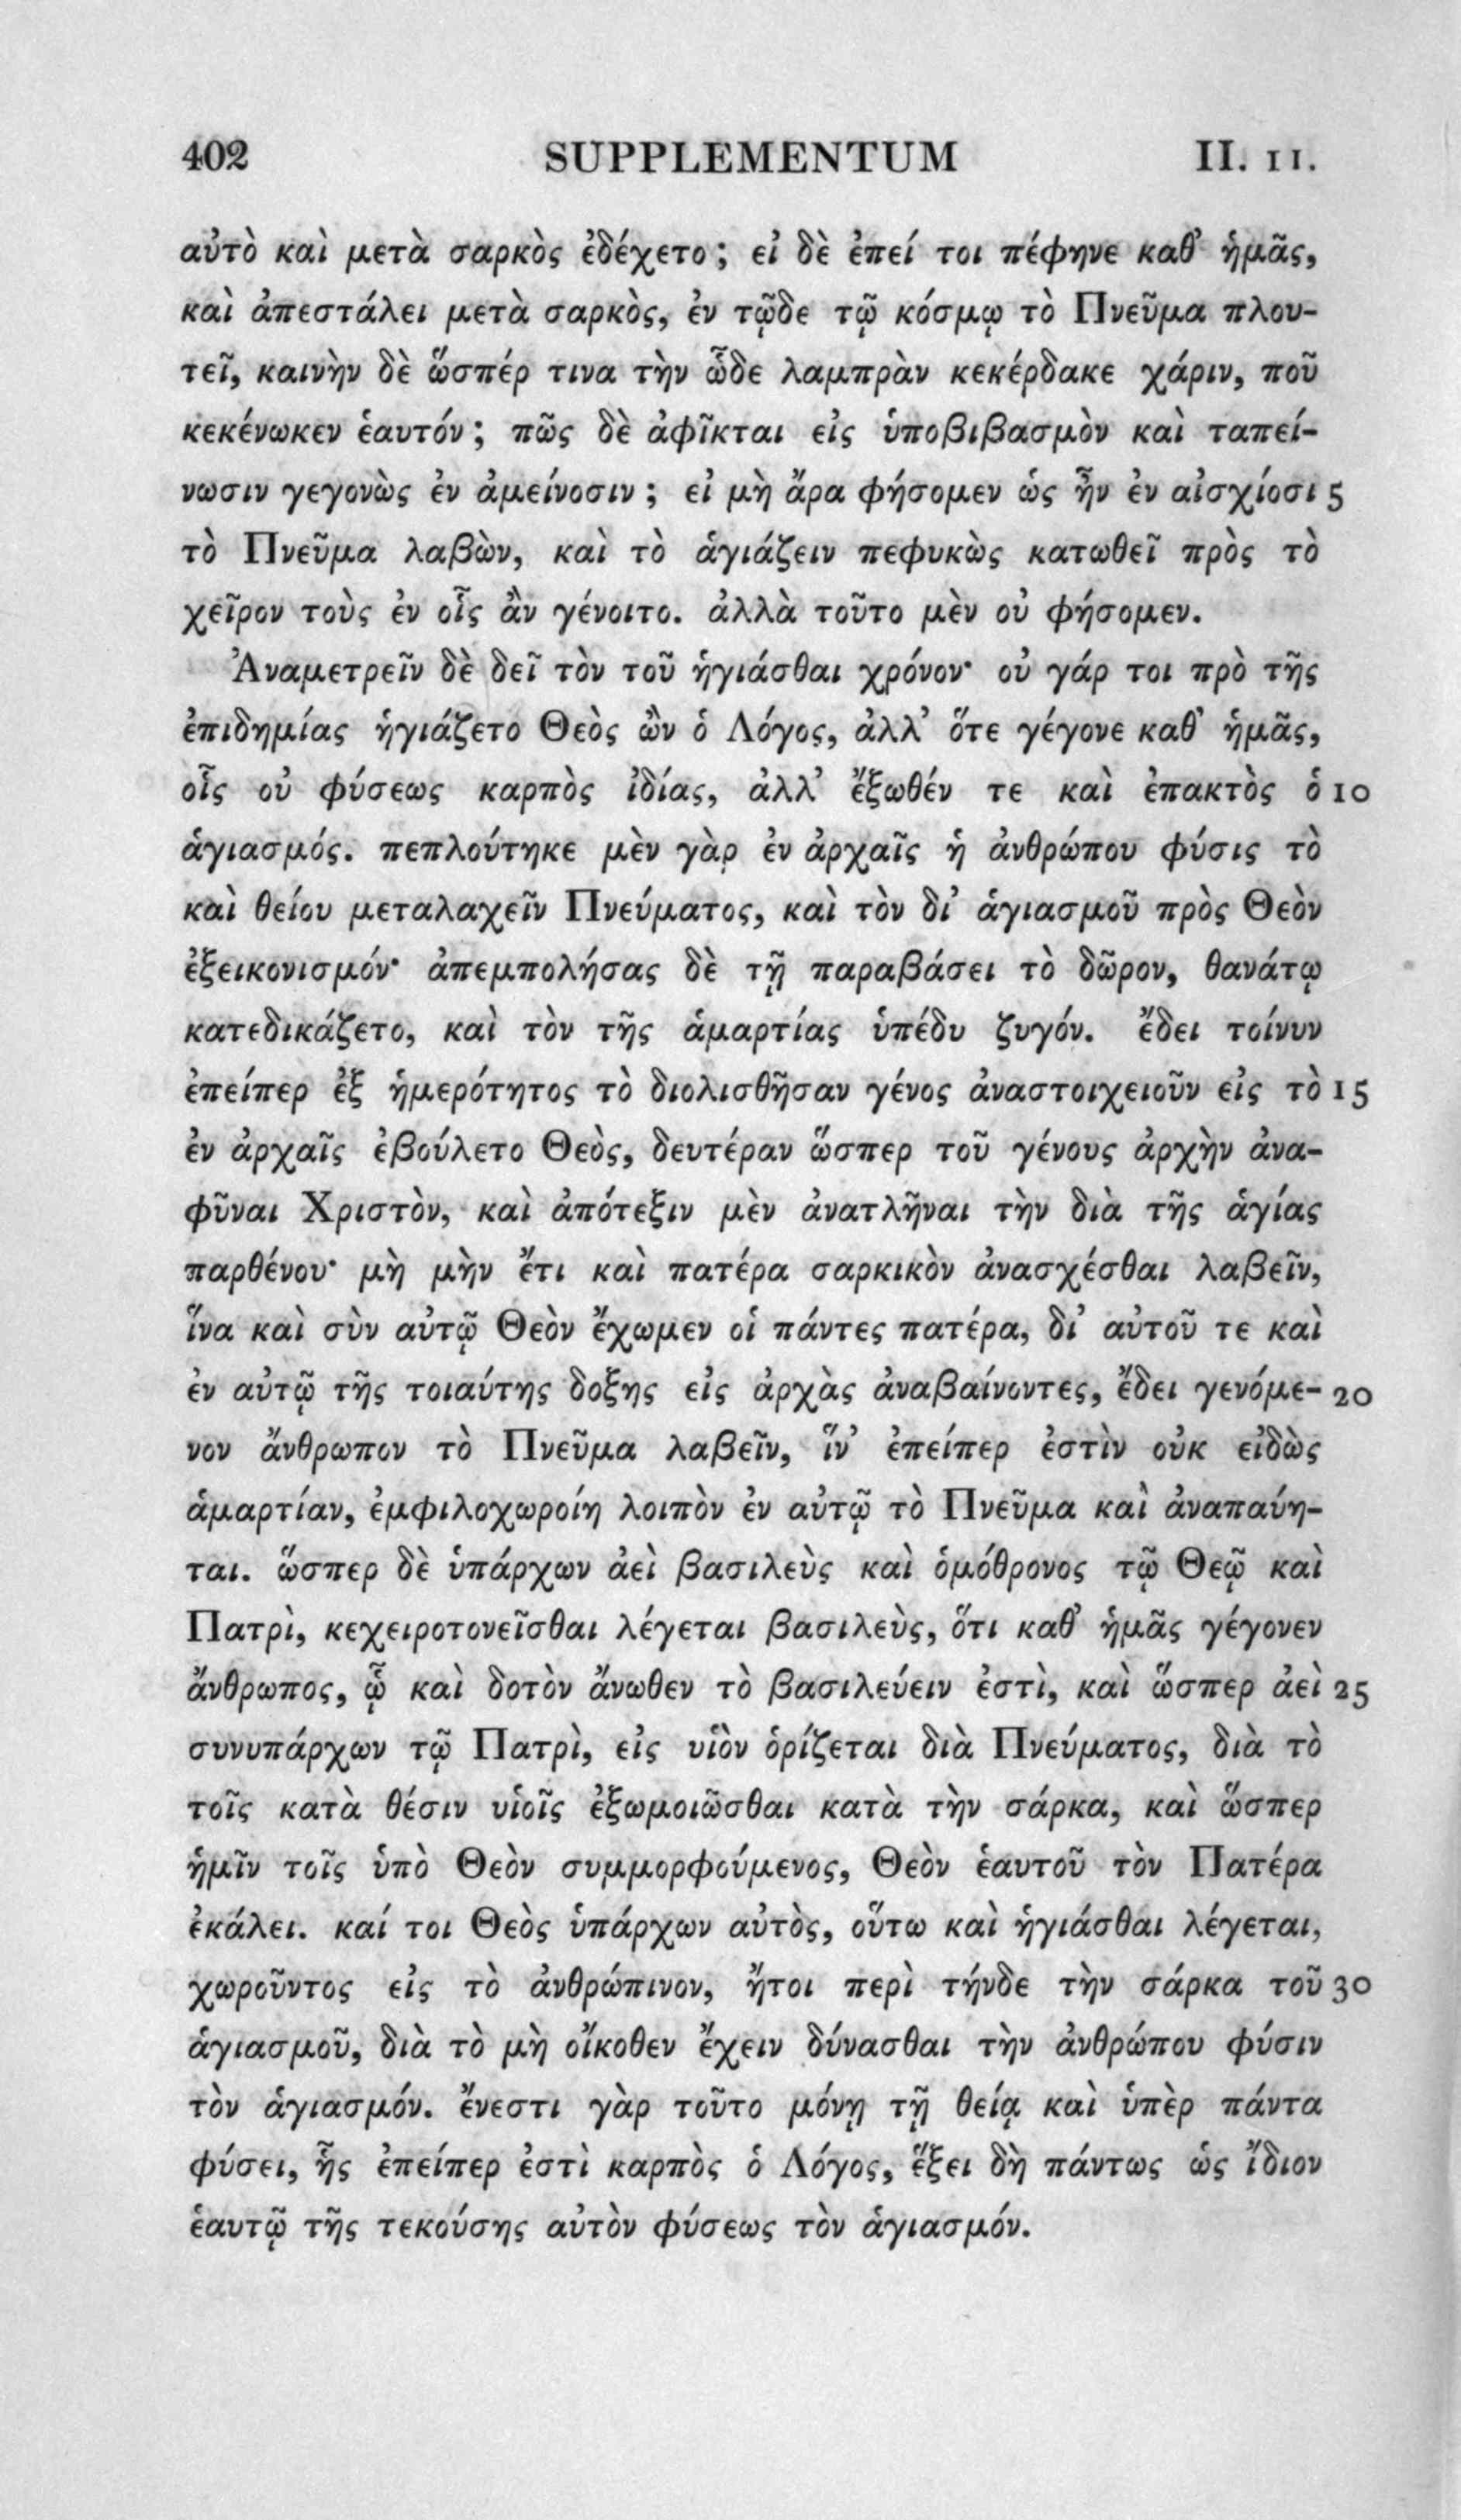 402 SUPPLEMENTUM II. 11.
αὐτὸ καὶ μετὰ σαρκὸς ἐδέχετο; εἰ δὲ ἐπεί τοι πέφηνε καθ' ἡμᾶς,
καὶ ἀπεστάλει μετὰ σαρκὸς, ἐν τῷδε τῷ κόσμῳ τὸ Πνεῦμα πλου-
τεῖ, καινὴν δὲ ὥσπέρ τινα τὴν ὧδε λαμπρὰν κεκέρδακε χάριν, ποῦ
κεκένωκεν ἑαυτόν; πῶς δὲ ἀφῖκται εἰς ὑποβιβασμὸν καὶ ταπεί-
νωσιν γεγονὼς ἐν ἀμείνοσιν; εἰ μὴ ἄρα φήσομεν ὡς ἦν ἐν αἰσχίοσι 5
τὸ Πνεῦμα λαβὼν, καὶ τὸ ἁγιάζειν πεφυκὼς κατωθεῖ πρὸς τὸ
χεῖρον τοὺς ἐν οἷς ἂν γένοιτο. ἀλλὰ τοῦτο μὲν οὐ φήσομεν.
Ἀναμετρεῖν δὲ δεῖ τὸν τοῦ ἡγιάσθαι χρόνον· οὐ γάρ τοι πρὸ τῆς
ἐπιδημίας ἡγιάζετο Θεὸς ὢν ὁ Λόγος, ἀλλ' ὅτε γέγονε καθ' ἡμᾶς,
οἷς οὐ φύσεως καρπὸς ἰδίας, ἀλλ' ἔξωθέν τε καὶ ἐπακτὸς ὁ 10
ἁγιασμός. πεπλούτηκε μὲν γὰρ ἐν ἀρχαῖς ἡ ἀνθρώπου φύσις τὸ
καὶ θείου μεταλαχεῖν Πνεύματος, καὶ τὸν δι' ἁγιασμοῦ πρὸς Θεὸν
ἐξεικονισμόν· ἀπεμπολήσας δὲ τῇ παραβάσει τὸ δῶρον, θανάτῳ
κατεδικάζετο, καὶ τὸν τῆς ἁμαρτίας ὑπέδυ ζυγόν. ἔδει τοίνυν
ἐπείπερ ἐξ ἡμερότητος τὸ διολισθῆσαν γένος ἀναστοιχειοῦν εἰς τὸ 15
ἐν ἀρχαῖς ἐβούλετο Θεὸς, δευτέραν ὥσπερ τοῦ γένους ἀρχὴν ἀνα-
φῦναι Χριστὸν, καὶ ἀπότεξιν μὲν ἀνατλῆναι τὴν διὰ τῆς ἁγίας
παρθένου· μὴ μὴν ἔτι καὶ πατέρα σαρκικὸν ἀνασχέσθαι λαβεῖν,
ἵνα καὶ σὺν αὐτῷ Θεὸν ἔχωμεν οἱ πάντες πατέρα, δι' αὐτοῦ τε καὶ
ἐν αὐτῷ τῆς τοιαύτης δοξης εἰς ἀρχὰς ἀναβαίνοντες, ἔδει γενόμε- 20
νον ἄνθρωπον τὸ Πνεῦμα λαβεῖν, ἵν' ἐπείπερ ἐστὶν οὐκ εἰδὼς
ἁμαρτίαν, ἐμφιλοχωροίη λοιπὸν ἐν αὐτῷ τὸ Πνεῦμα καὶ ἀναπαύη-
ται. ὥσπερ δὲ ὑπάρχων ἀεὶ βασιλεὺς καὶ ὁμόθρονος τῷ Θεῷ καὶ
Πατρὶ, κεχειροτονεῖσθαι λέγεται βασιλεὺς, ὅτι καθ' ἡμᾶς γέγονεν
ἄνθρωπος, ᾧ καὶ δοτὸν ἄνωθεν τὸ βασιλεύειν ἐστὶ, καὶ ὥσπερ ἀεὶ 25
συνυπάρχων τῷ Πατρὶ, εἰς υἱὸν ὁρίζεται διὰ Πνεύματος, διὰ τὸ
τοῖς κατὰ θέσιν υἱοῖς ἐξωμοιῶσθαι κατὰ τὴν σάρκα, καὶ ὥσπερ
ἡμῖν τοῖς ὑπὸ Θεὸν συμμορφούμενος, Θεὸν ἑαυτοῦ τὸν Πατέρα
ἐκάλει. καί τοι Θεὸς ὑπάρχων αὐτὸς, οὕτω καὶ ἡγιάσθαι λέγεται,
χωροῦντος εἰς τὸ ἀνθρώπινον, ἤτοι περὶ τήνδε τὴν σάρκα τοῦ 30
ἁγιασμοῦ, διὰ τὸ μὴ οἴκοθεν ἔχειν δύνασθαι τὴν ἀνθρώπου φύσιν
τὸν ἁγιασμόν. ἔνεστι γὰρ τοῦτο μόνῃ τῇ θείᾳ καὶ ὑπὲρ πάντα
φύσει, ἧς ἐπείπερ ἐστὶ καρπὸς ὁ Λόγος, ἕξει δὴ πάντως ὡς ἴδιον
ἑαυτῷ τῆς τεκούσης αὐτὸν φύσεως τὸν ἁγιασμόν.